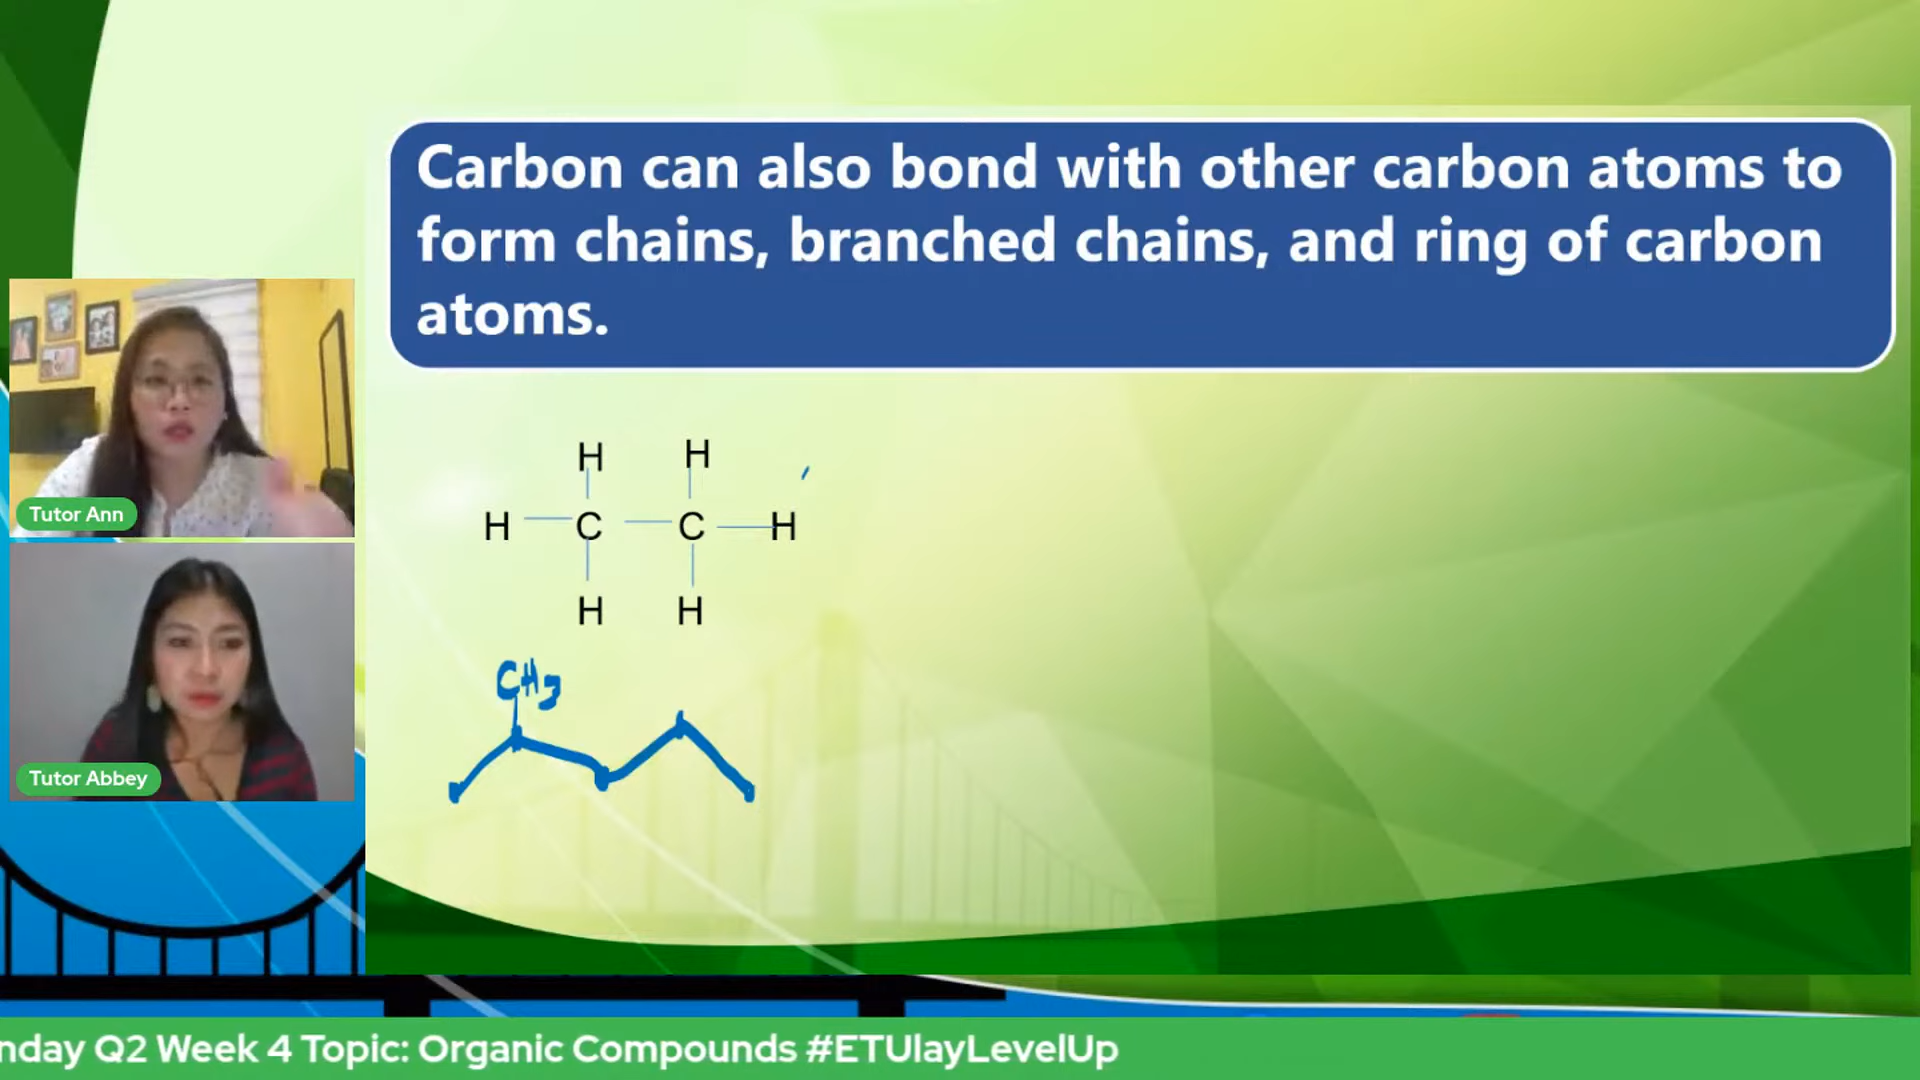 Carbon can also bond with other carbon atoms to
form chains, branched chains, and ring of carbon
atoms.
H H
H C C H
H H
CH3
Tutor Ann
Tutor Abbey
nday Q2 Week 4 Topic: Organic Compounds #ETUlayLevelUp